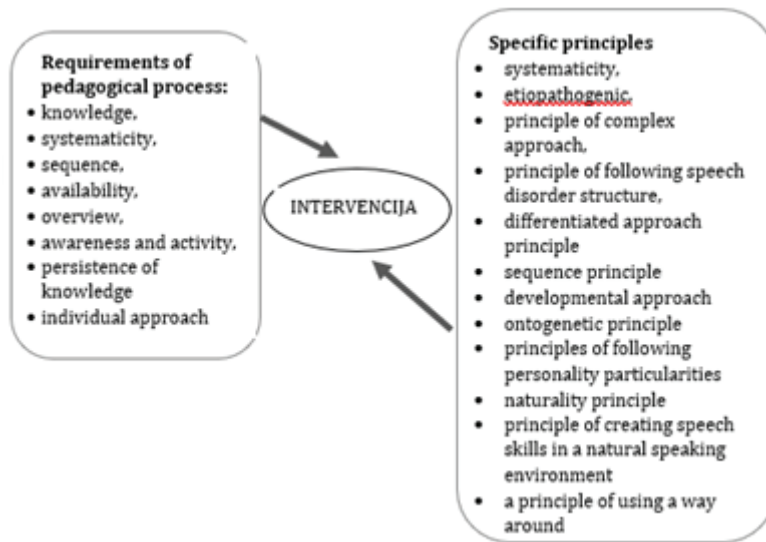 Requirements of
pedagogical process:
• knowledge,
• systematicity,
• sequence,
• availability,
• overview,
• awareness and activity,
• persistence of
knowledge
• individual approach
INTERVENCIJA
Specific principles
• systematicity,
• etiopathogenic,
• principle of complex
approach,
• principle of following speech
disorder structure,
• differentiated approach
principle
• sequence principle
• developmental approach
• ontogenetic principle
• principles of following
personality particularities
• naturality principle
• principle of creating speech
skills in a natural speaking
environment
• a principle of using a way
around